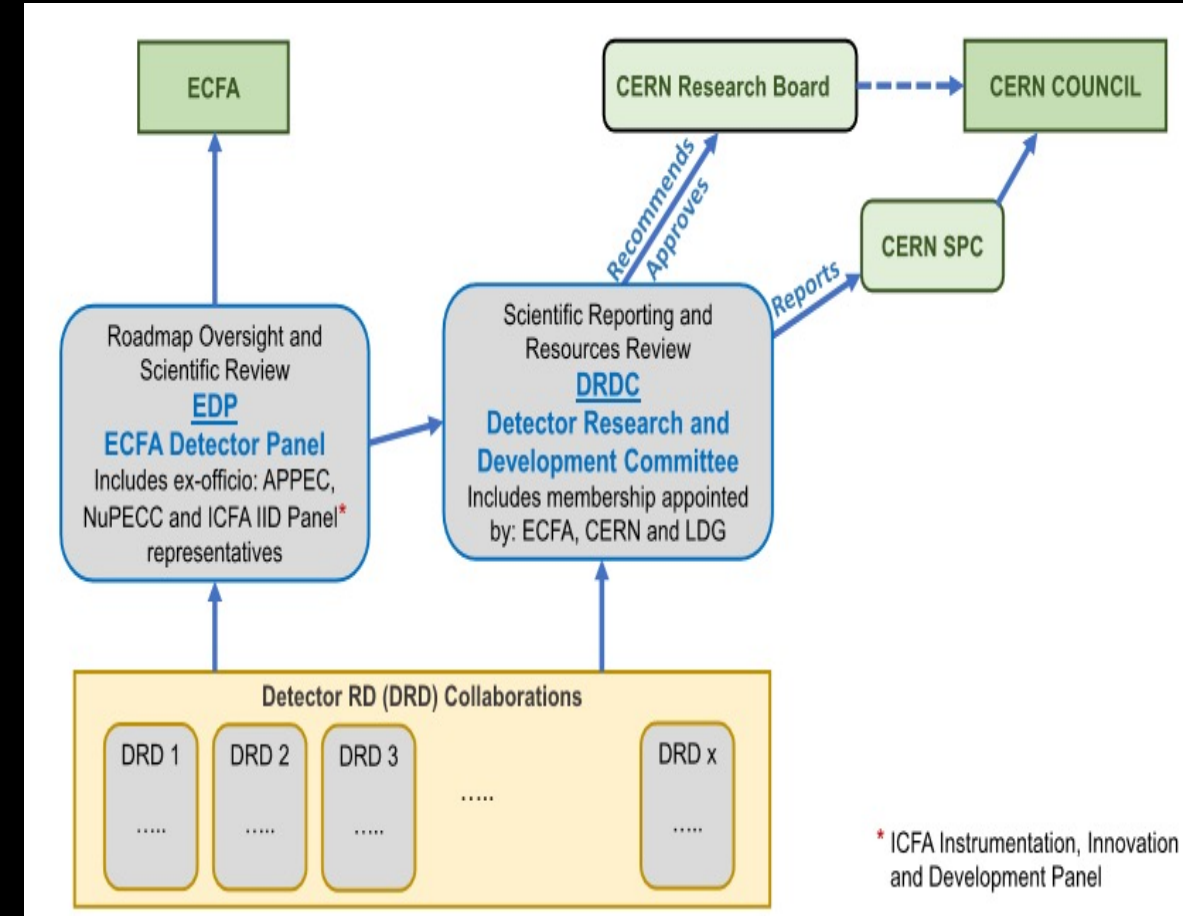 ECFA
CERN Research Board
CERN COUNCIL
Recommends
Approves
CERN SPC
Reports
Roadmap Oversight and
Scientific Review
EDP
ECFA Detector Panel
Includes ex-officio: APPEC,
NuPECC and ICFA IID Panel*
representatives
Scientific Reporting and
Resources Review
DRDC
Detector Research and
Development Committee
Includes membership appointed
by: ECFA, CERN and LDG
Detector RD (DRD) Collaborations
DRD 1
.....
DRD 2
.....
DRD 3
.....
.....
DRD x
.....
* ICFA Instrumentation, Innovation
and Development Panel